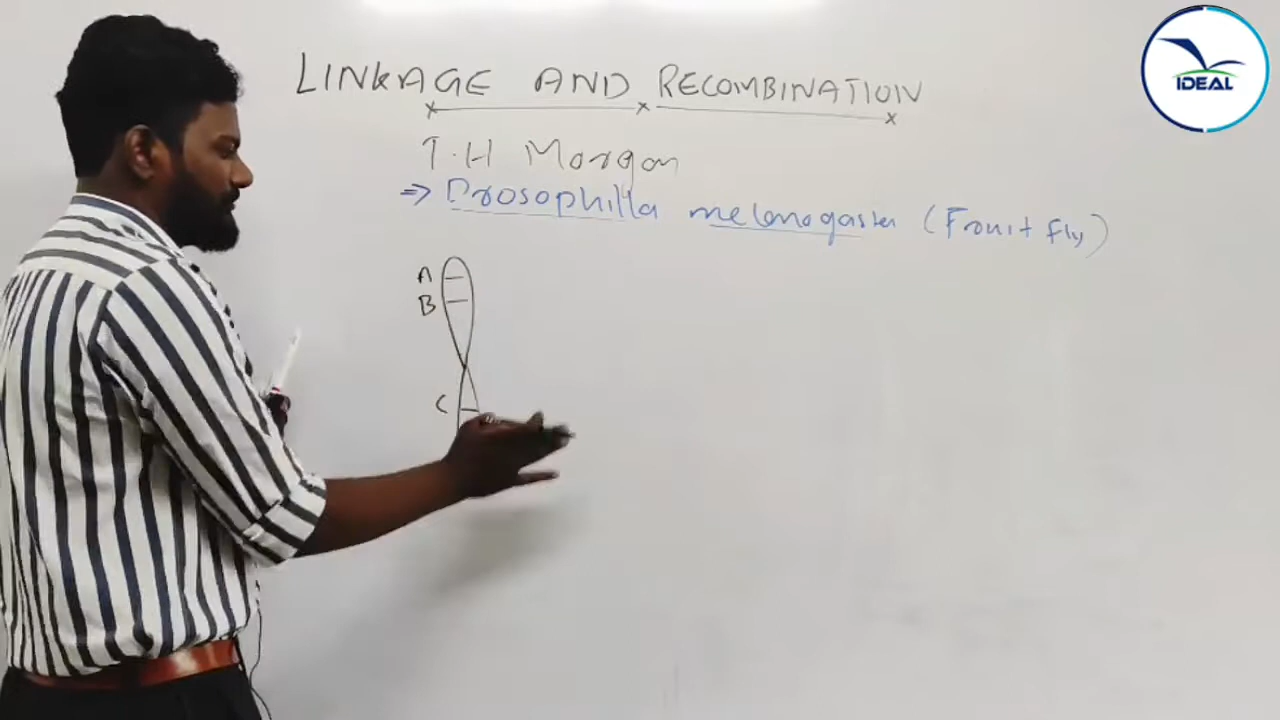 LINKAGE AND RECOMBINATION
T.H Morgan
⇒ Drosophilla melanogaster (Fruit fly)
A
B
C
IDEAL